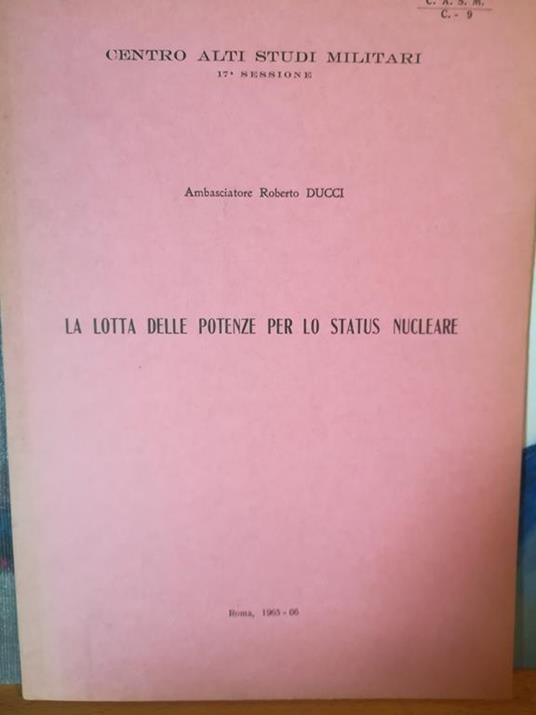 C. A. S. M.
C. - 9
CENTRO ALTI STUDI MILITARI
17ª SESSIONE
Ambasciatore Roberto DUCCI
LA LOTTA DELLE POTENZE PER LO STATUS NUCLEARE
Roma, 1965 - 66